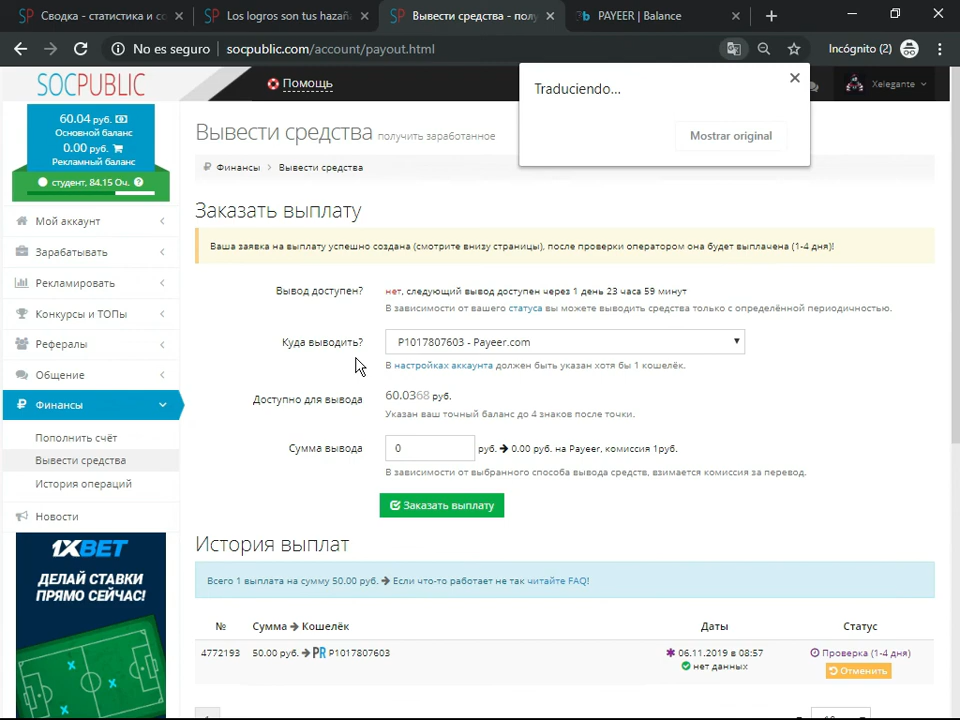 Сводка - статистика и со
Los logros son tus hazañ
Вывести средства - полу
PAYEER | Balance
No es seguro
socpublic.com/account/payout.html
Incógnito (2)
SOCPUBLIC
Помощь
Xelegante
Traduciendo...
Mostrar original
60.04 руб.
Основной баланс
0.00 руб.
Рекламный баланс
студент, 84.15 Оч.
Мой аккаунт
Зарабатывать
Рекламировать
Конкурсы и ТОПы
Рефералы
Общение
Финансы
Пополнить счёт
Вывести средства
История операций
Новости
1XBET
ДЕЛАЙ СТАВКИ
ПРЯМО СЕЙЧАС!
Вывести средства получить заработанное
Финансы > Вывести средства
Заказать выплату
Ваша заявка на выплату успешно создана (смотрите внизу страницы), после проверки оператором она будет выплачена (1-4 дня)!
Вывод доступен?
нет, следующий вывод доступен через 1 день 23 часа 59 минут
В зависимости от вашего статуса вы можете выводить средства только с определённой периодичностью.
Куда выводить?
P1017807603 - Payeer.com
В настройках аккаунта должен быть указан хотя бы 1 кошелёк.
Доступно для вывода
60.0368 руб.
Указан ваш точный баланс до 4 знаков после точки.
Сумма вывода
0
руб. → 0.00 руб. на Payeer, комиссия 1руб.
В зависимости от выбранного способа вывода средств, взимается комиссия за перевод.
Заказать выплату
История выплат
Всего 1 выплата на сумму 50.00 руб. → Если что-то работает не так читайте FAQ!
№ Сумма → Кошелёк Даты Статус
4772193 50.00 руб. → PR P1017807603 06.11.2019 в 08:57 Проверка (1-4 дня)
нет данных Отменить